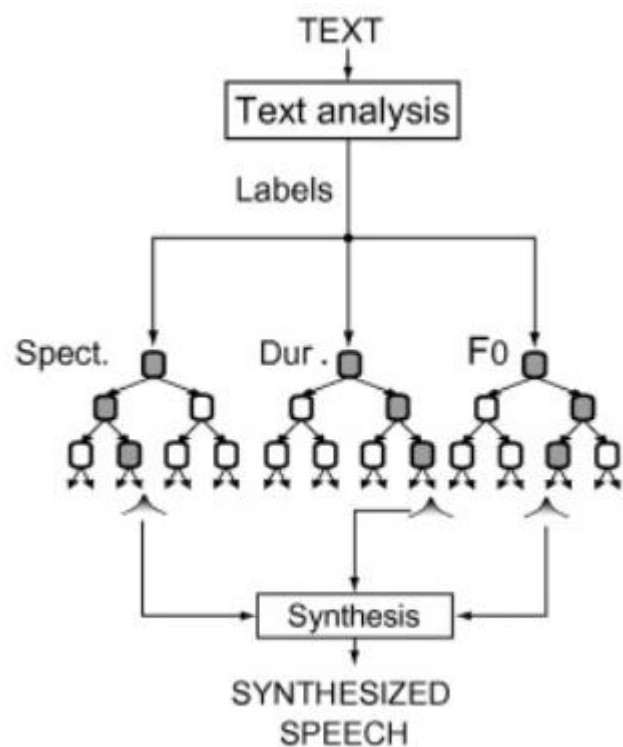 TEXT
Text analysis
Labels
Spect.
Dur .
F0
Synthesis
SYNTHESIZED
SPEECH